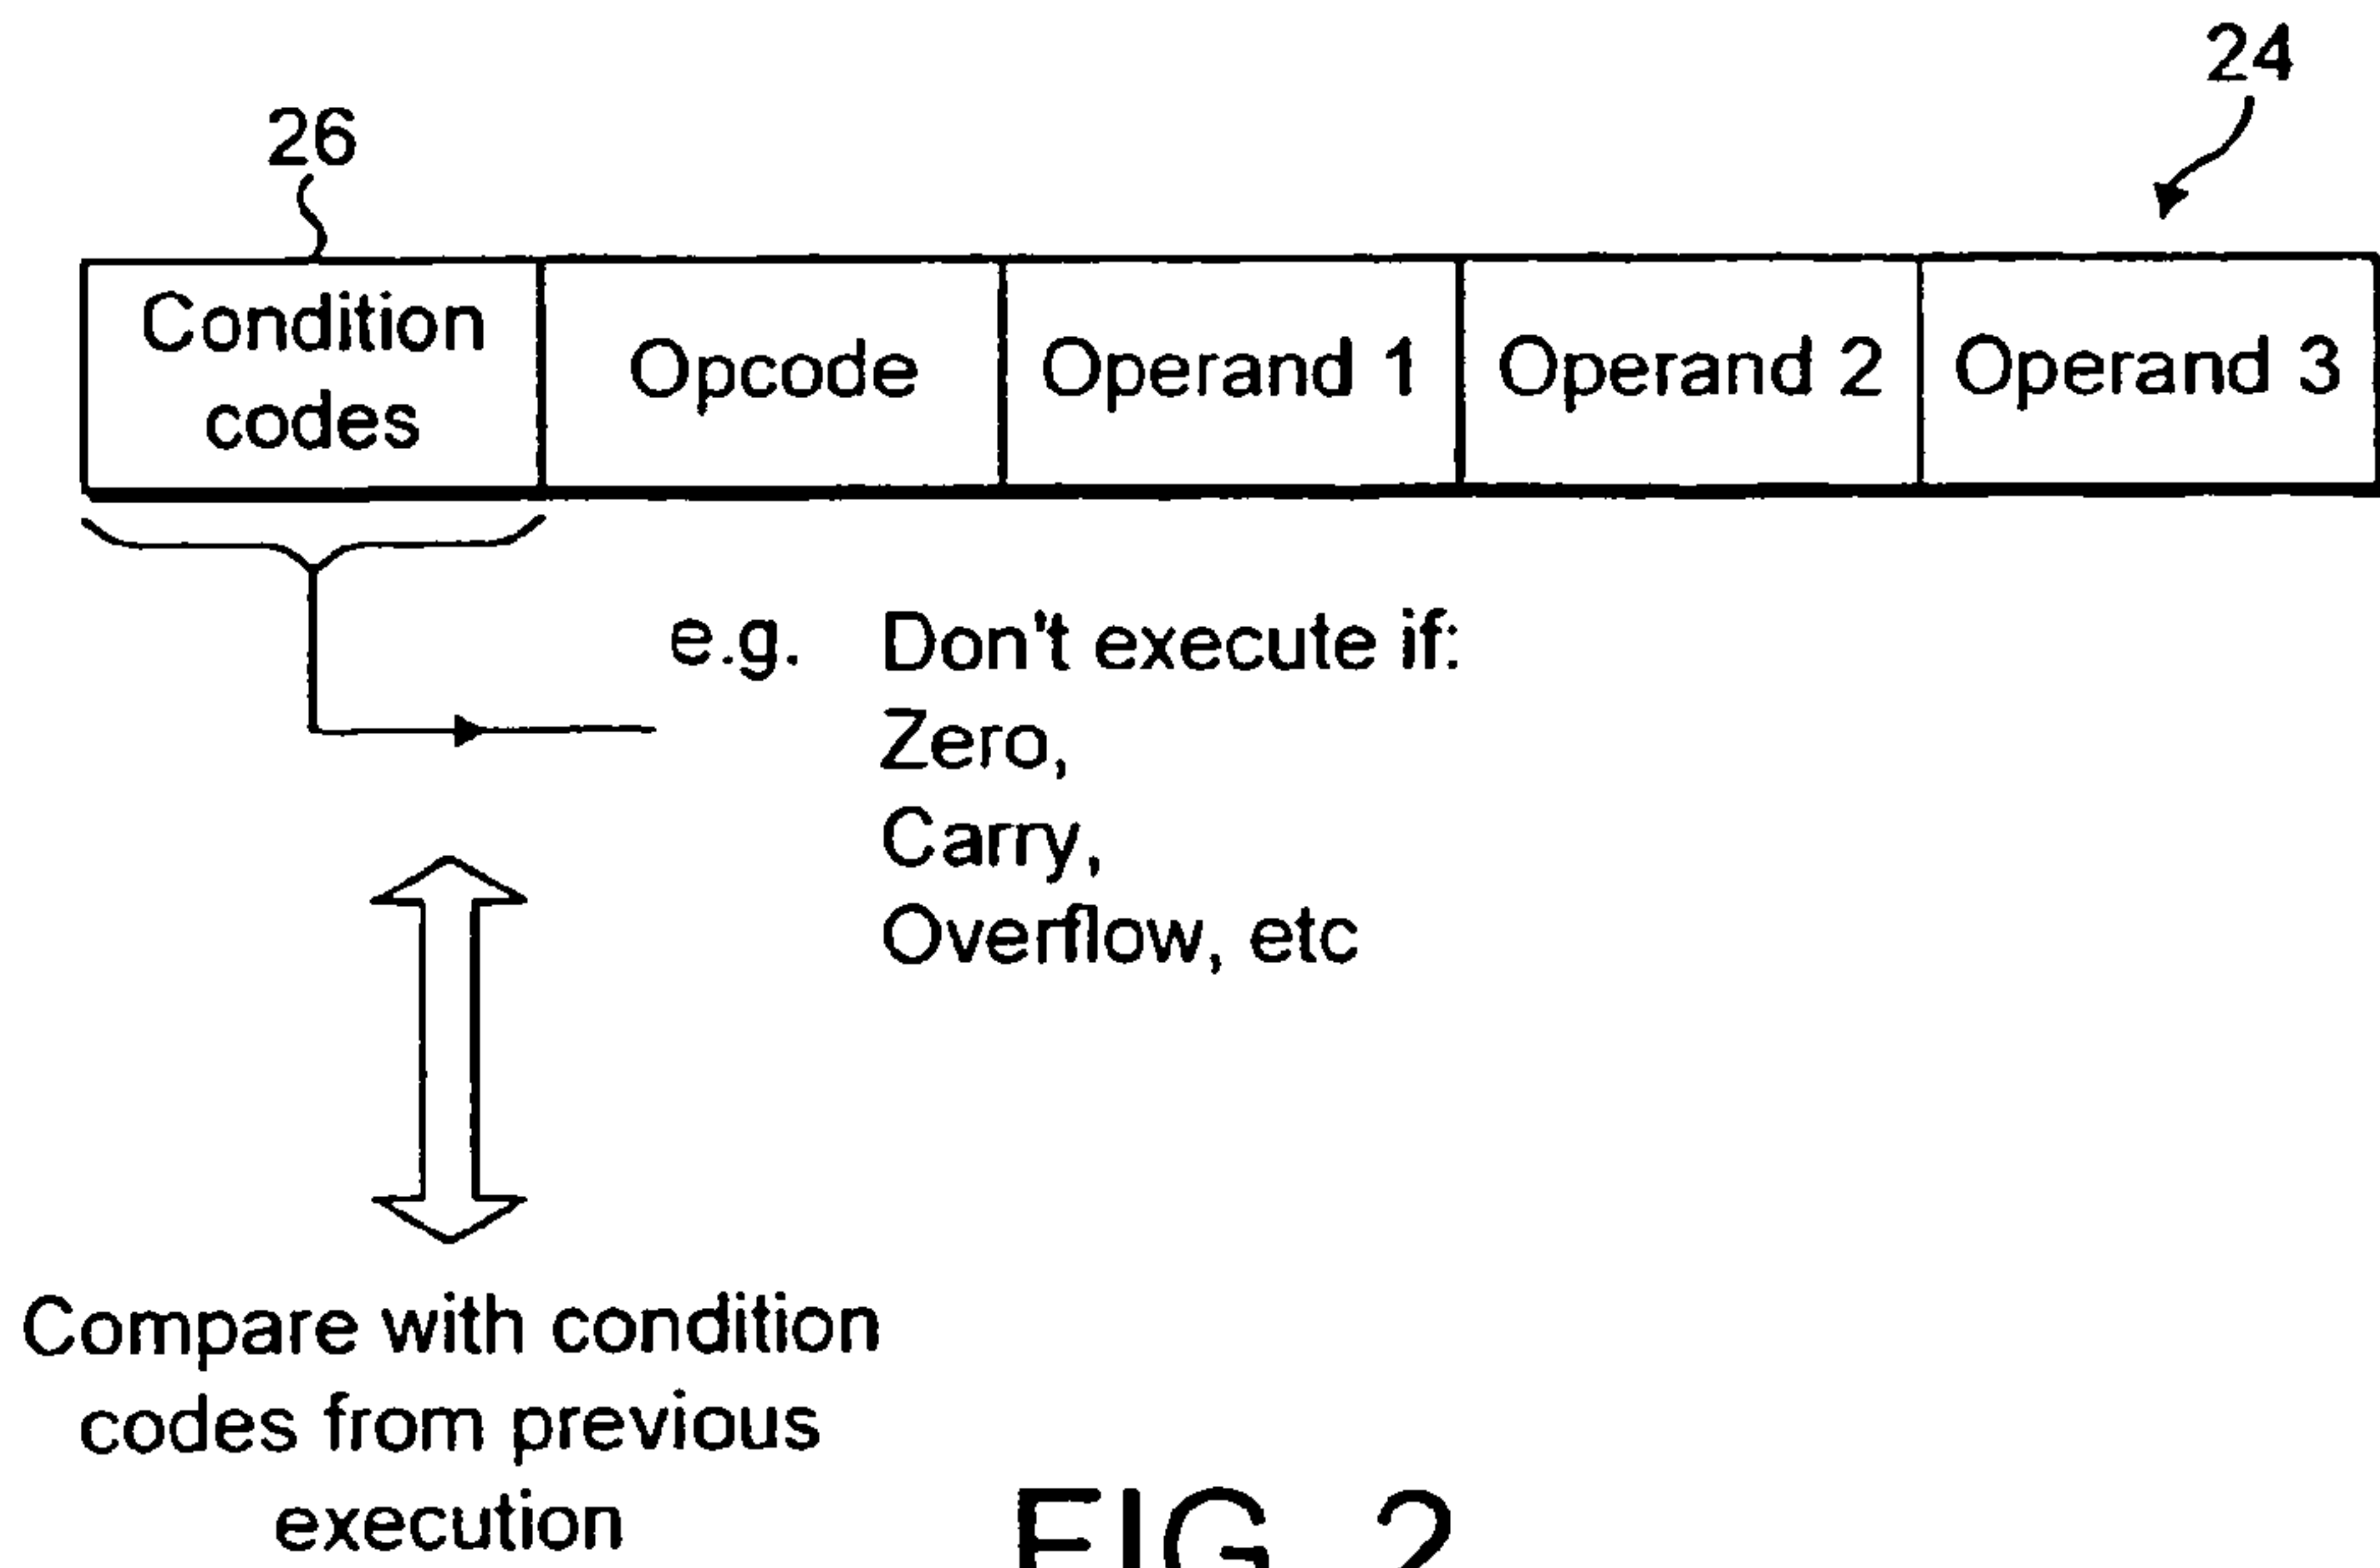 24
26
Condition
codes
Opcode
Operand 1
Operand 2
Operand 3
e.g. Don't execute if:
Zero,
Carry,
Overflow, etc
Compare with condition
codes from previous
execution
FIG. 2